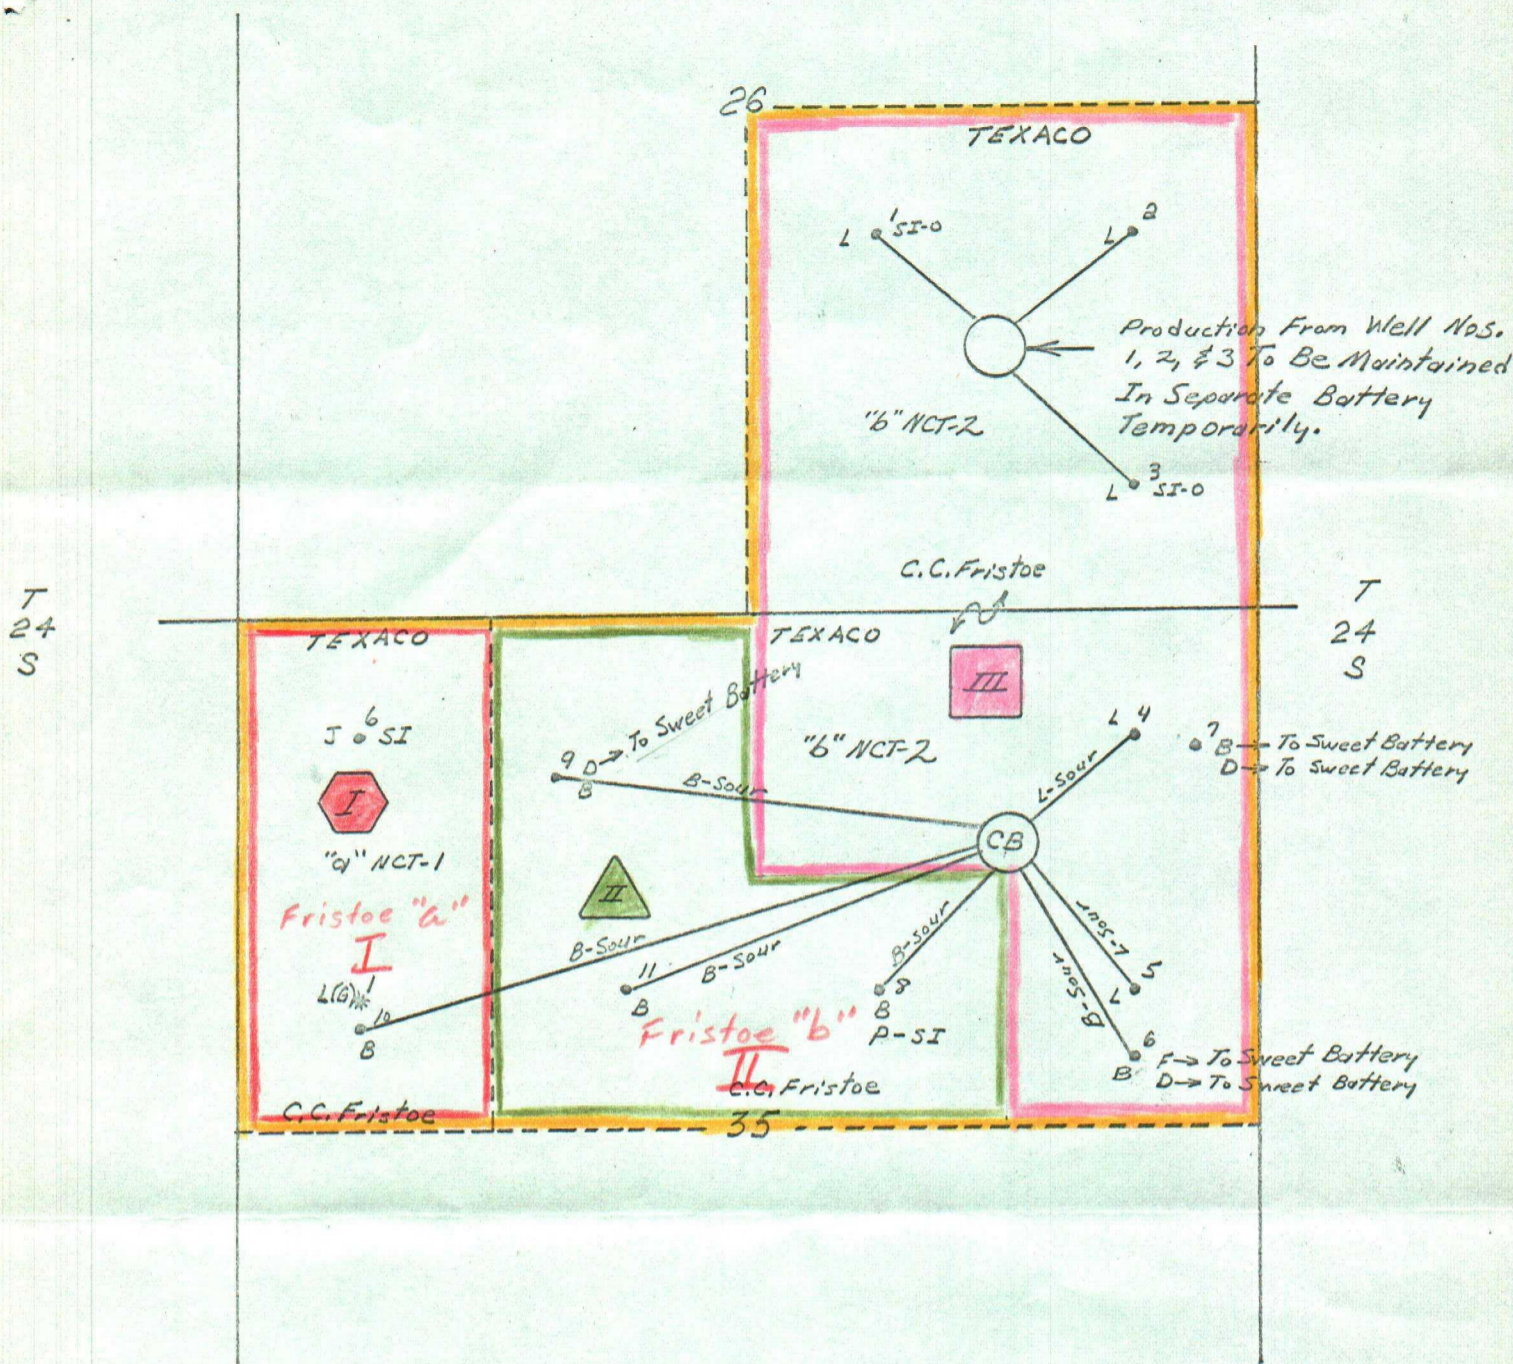 26
TEXACO
1 SI-O
L
2
L
Production From Well Nos.
1, 2, & 3 To Be Maintained
In Separate Battery
Temporarily.
"b" NCT-2
3
L SI-O
C.C. Fristoe
T
24
S
T
24
S
TEXACO
TEXACO
III
6
J SI
To Sweet Battery
9 D
B
B-Sour
"b" NCT-2
L 4
L-Sour
7
B → To Sweet Battery
D → To Sweet Battery
I
"a" NCT-1
CB
II
Fristoe "a"
I
B-Sour
B-Sour
B-Sour
L-Sour
B-Sour
L(G) 1
10
B
11
B
8
B
P-SI
5
L
Fristoe "b"
II
6
B F → To Sweet Battery
D → To Sweet Battery
C.C. Fristoe
C.C. Fristoe
35